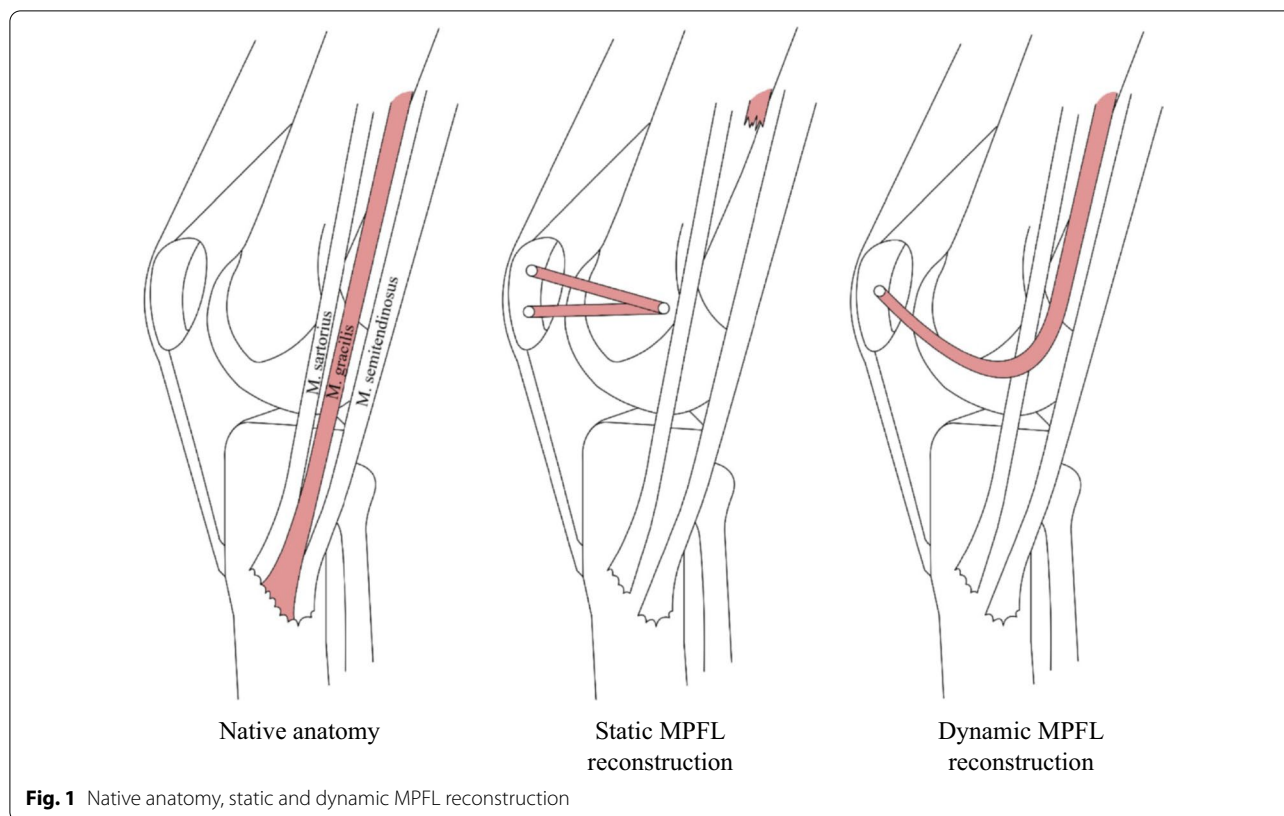 M. sartorius
M. gracilis
M. semitendinosus
Native anatomy
Static MPFL
reconstruction
Dynamic MPFL
reconstruction
Fig. 1 Native anatomy, static and dynamic MPFL reconstruction